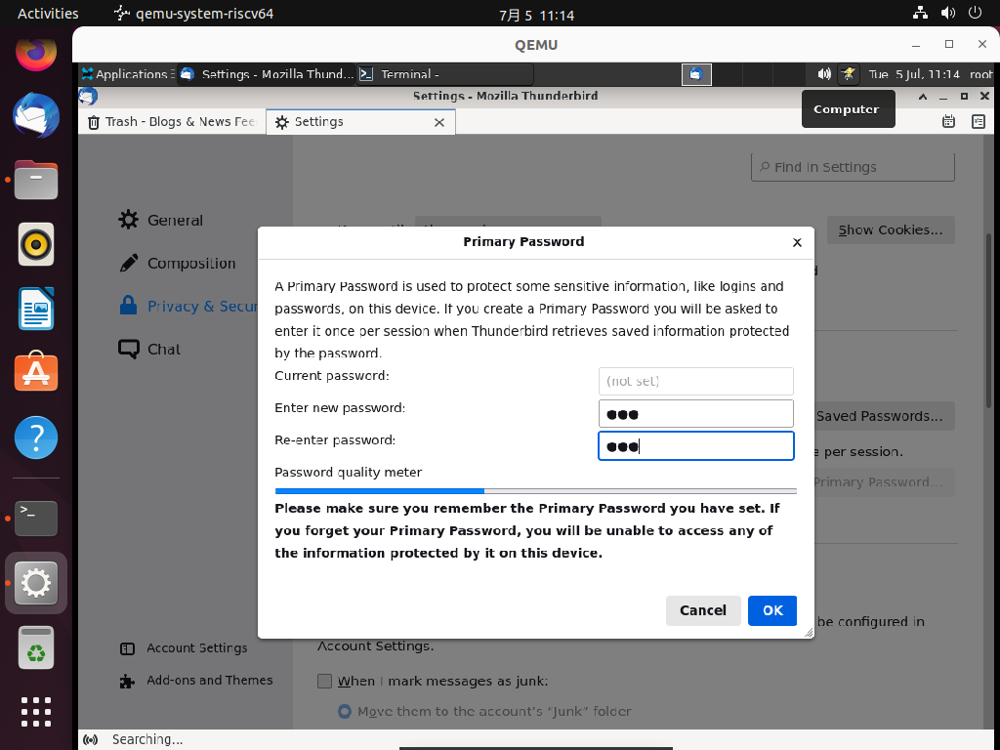 Activities
qemu-system-riscv64
7月 5 11:14
QEMU
Applications
Settings - Mozilla Thund...
Terminal -
Tue 5 Jul, 11:14
root
Settings - Mozilla Thunderbird
Trash - Blogs & News Fee
Settings
Computer
Find in Settings
General
Show Cookies...
Composition
Privacy & Secur
Chat
Primary Password
A Primary Password is used to protect some sensitive information, like logins and
passwords, on this device. If you create a Primary Password you will be asked to
enter it once per session when Thunderbird retrieves saved information protected
by the password.
Current password:
(not set)
Enter new password:
Re-enter password:
Password quality meter
Please make sure you remember the Primary Password you have set. If
you forget your Primary Password, you will be unable to access any of
the information protected by it on this device.
Cancel
OK
Saved Passwords...
e per session.
Primary Password...
be configured in
Account Settings.
Account Settings
Add-ons and Themes
When I mark messages as junk:
Move them to the account's “Junk” folder
Searching...